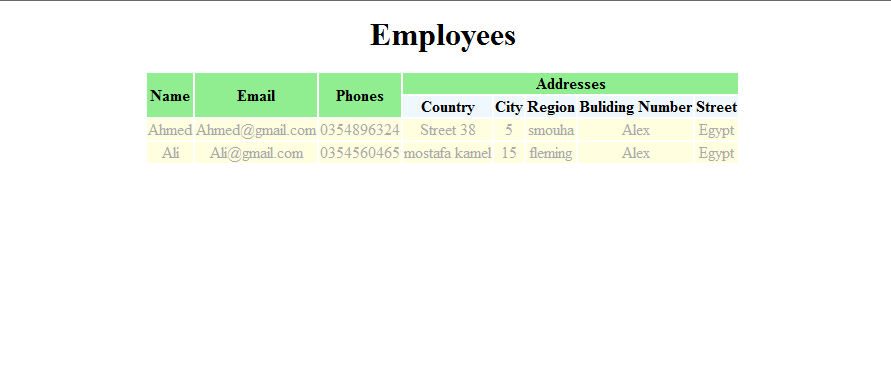 Employees
Name Email Phones Addresses
Country City Region Buliding Number Street
Ahmed Ahmed@gmail.com 0354896324 Street 38 5 smouha Alex Egypt
Ali Ali@gmail.com 0354560465 mostafa kamel 15 fleming Alex Egypt